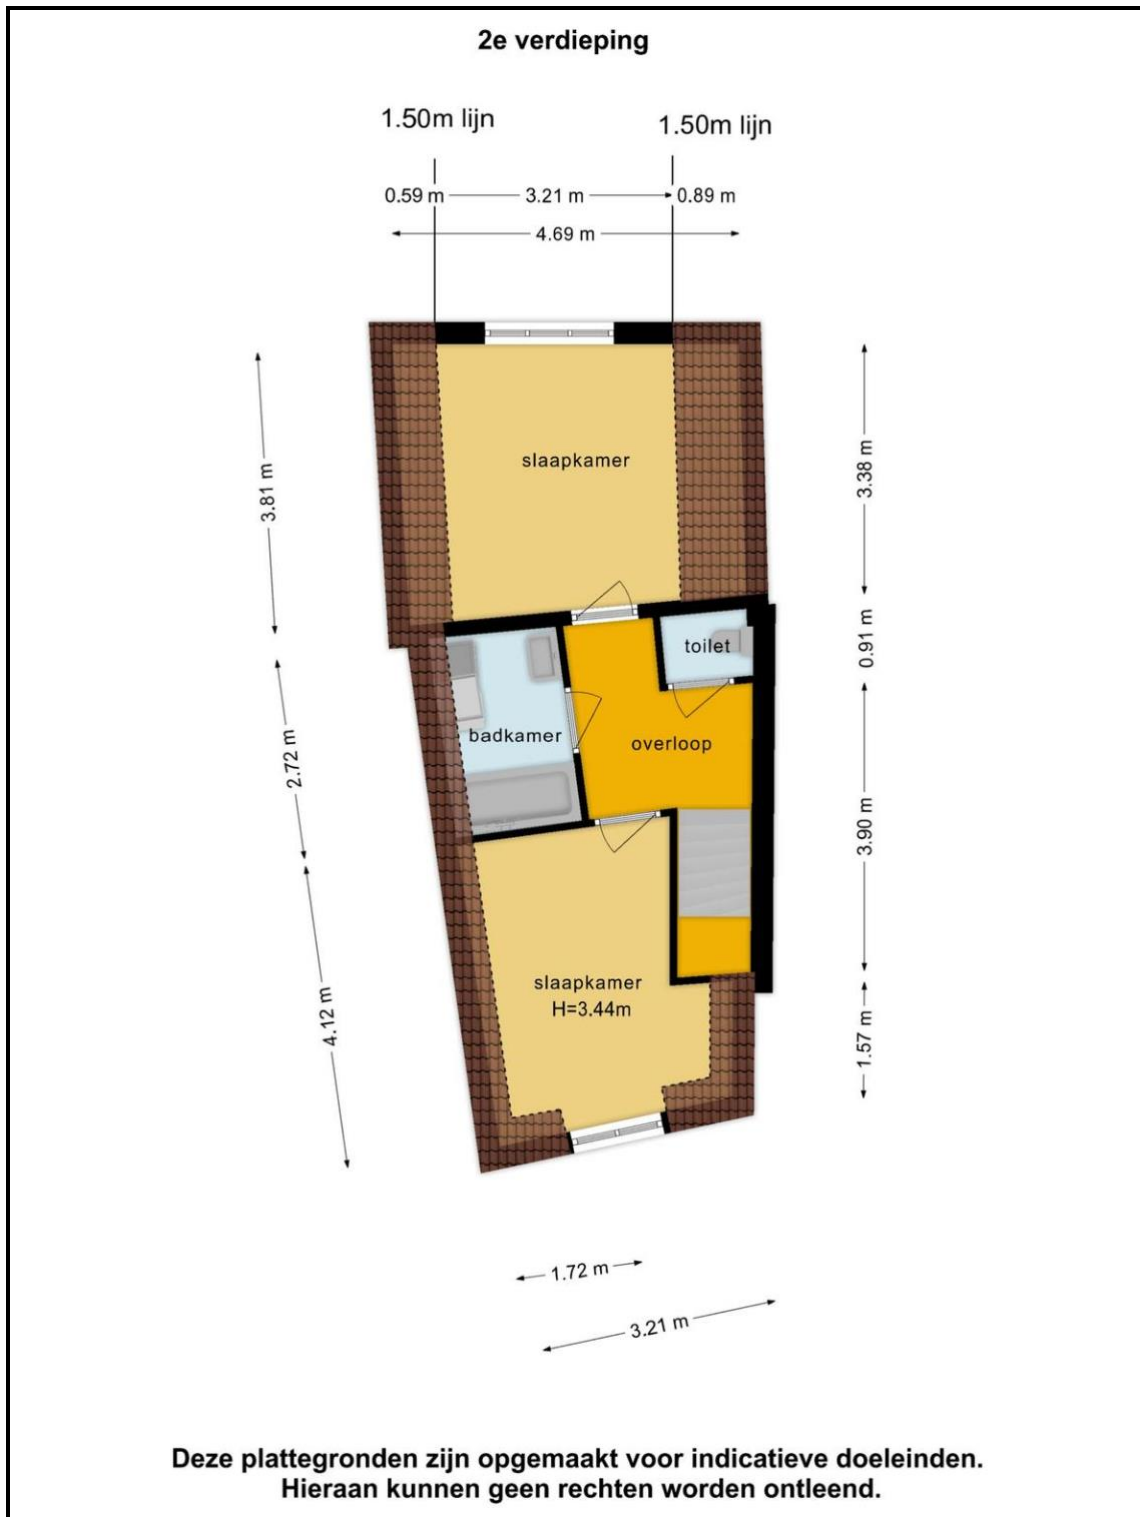 2e verdieping
1.50m lijn
1.50m lijn
0.59 m
3.21 m
0.89 m
4.69 m
3.81 m
3.38 m
slaapkamer
0.91 m
toilet
2.72 m
badkamer
overloop
3.90 m
4.12 m
slaapkamer
H=3.44m
1.57 m
1.72 m
3.21 m
Deze plattegronden zijn opgemaakt voor indicatieve doeleinden.
Hieraan kunnen geen rechten worden ontleend.